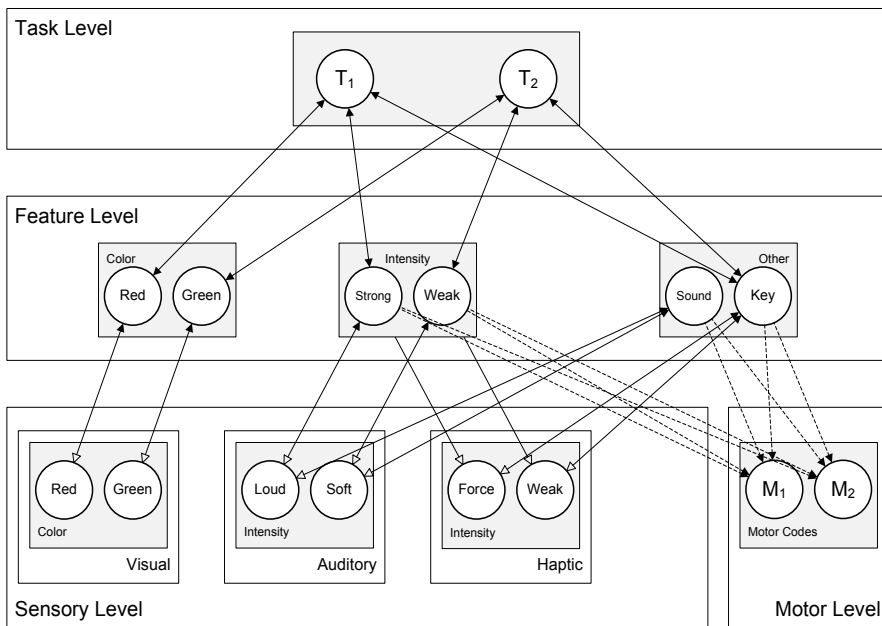 Task Level
T1
T2
Feature Level
Color
Red
Green
Intensity
Strong
Weak
Other
Sound
Key
Red
Green
Color
Visual
Loud
Soft
Intensity
Auditory
Force
Weak
Intensity
Haptic
Sensory Level
M1
M2
Motor Codes
Motor Level